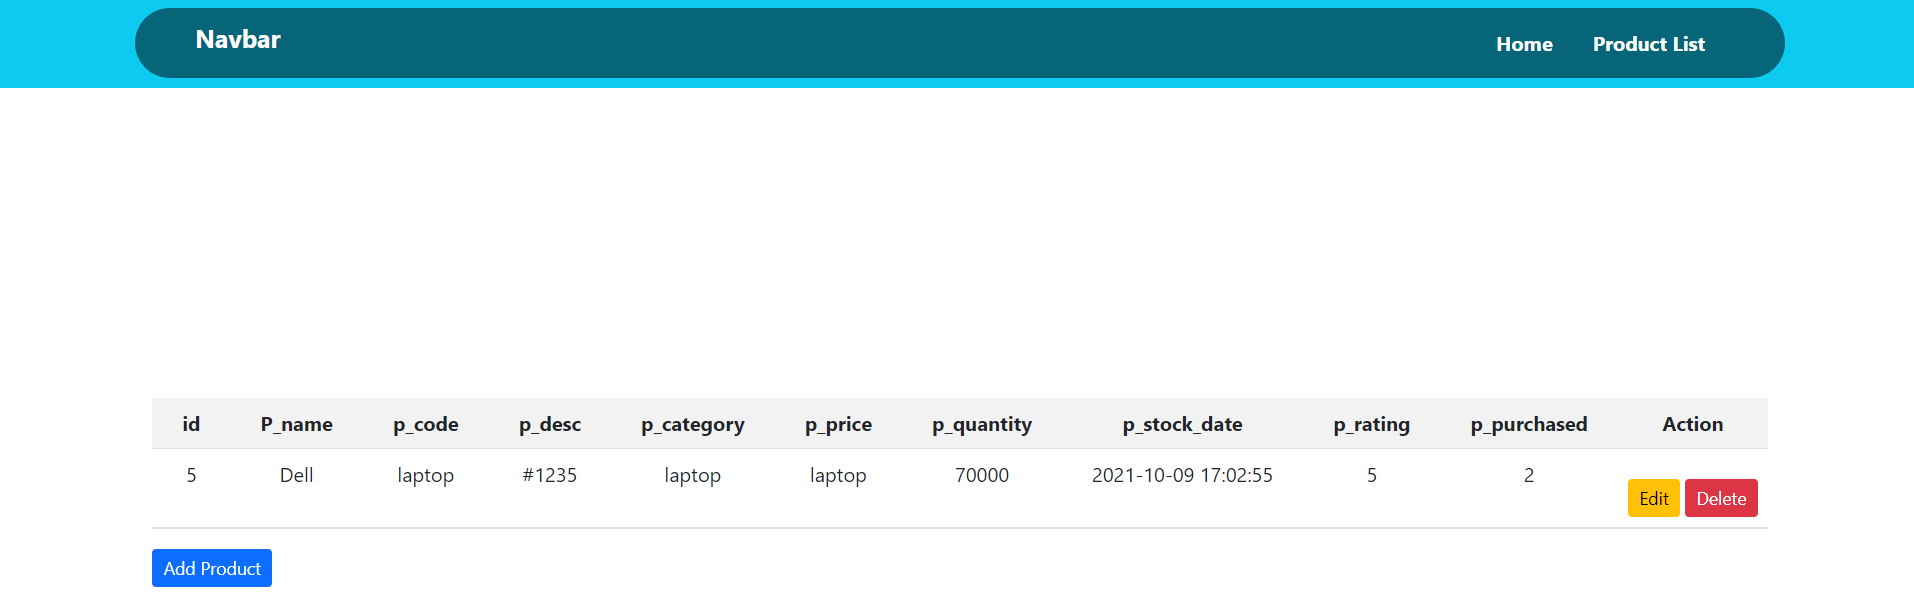 Navbar Home Product List
id P_name p_code p_desc p_category p_price p_quantity p_stock_date p_rating p_purchased Action
5 Dell laptop #1235 laptop laptop 70000 2021-10-09 17:02:55 5 2
Edit Delete
Add Product